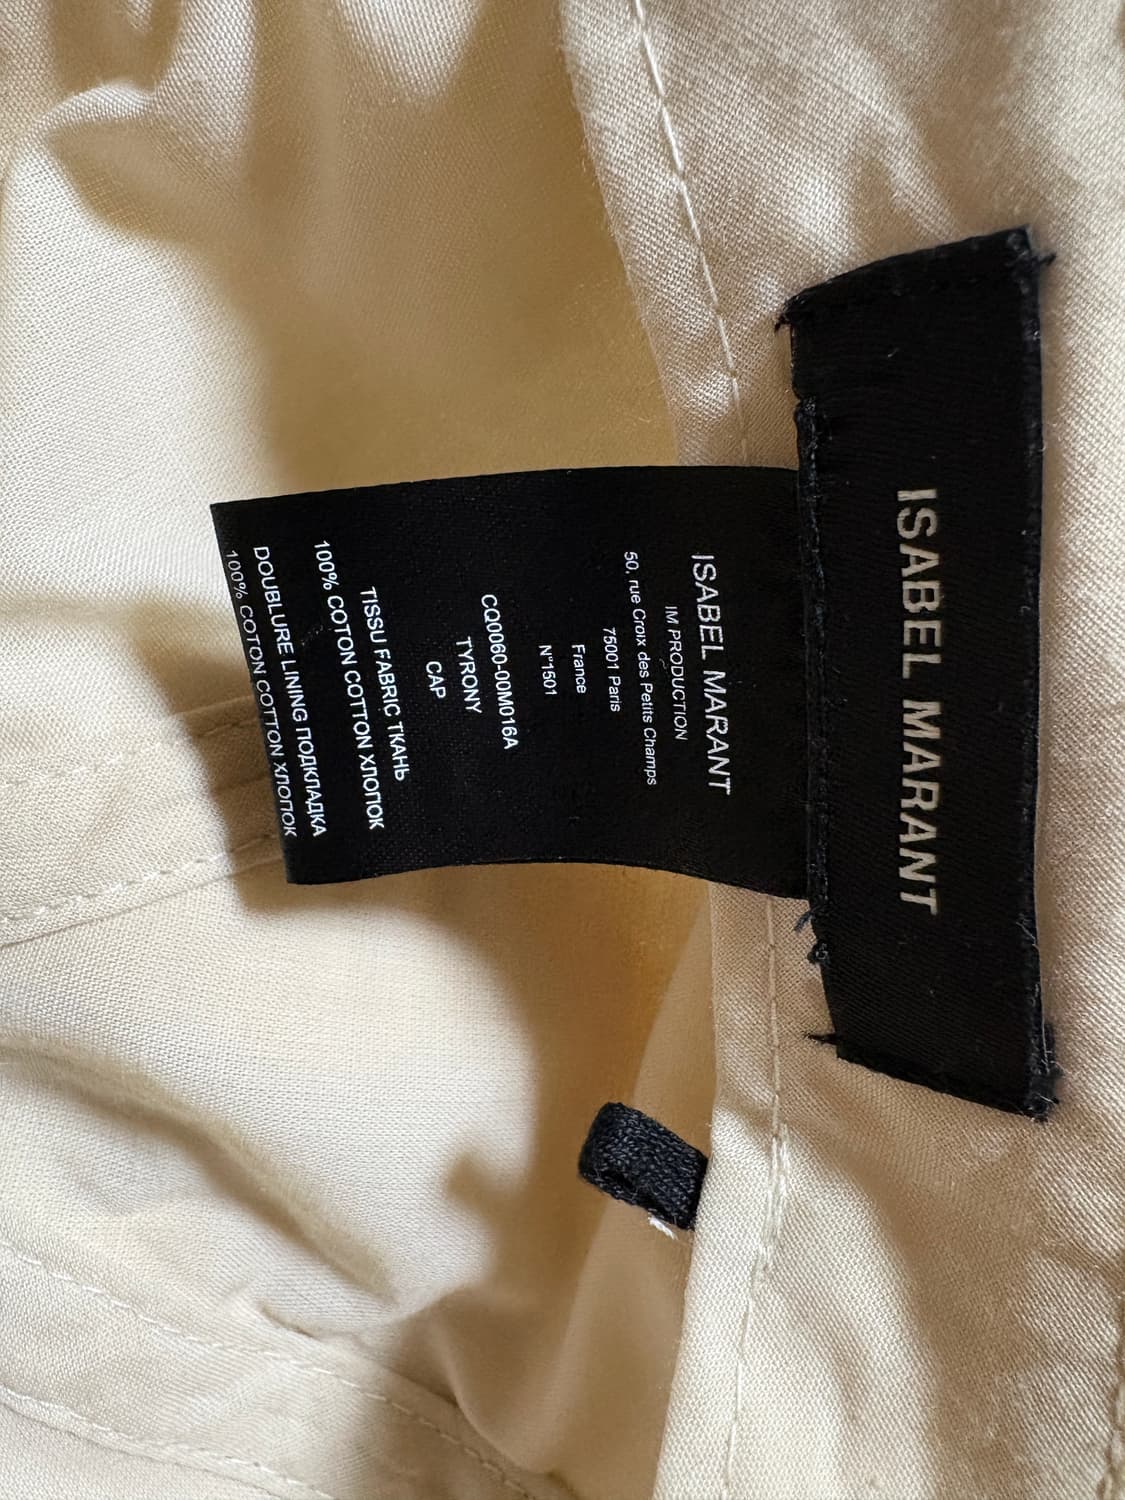 ISABEL MARANT
ISABEL MARANT
IM PRODUCTION
50, rue Croix des Petits Champs
75001 Paris
France
N°1501
CQ0060-00M016A
TYRONY
CAP
TISSU FABRIC ТКАНЬ
100% COTON COTTON ХЛОПОК
DOUBLURE LINING ПОДКЛАДКА
100% COTON COTTON ХЛОПОК